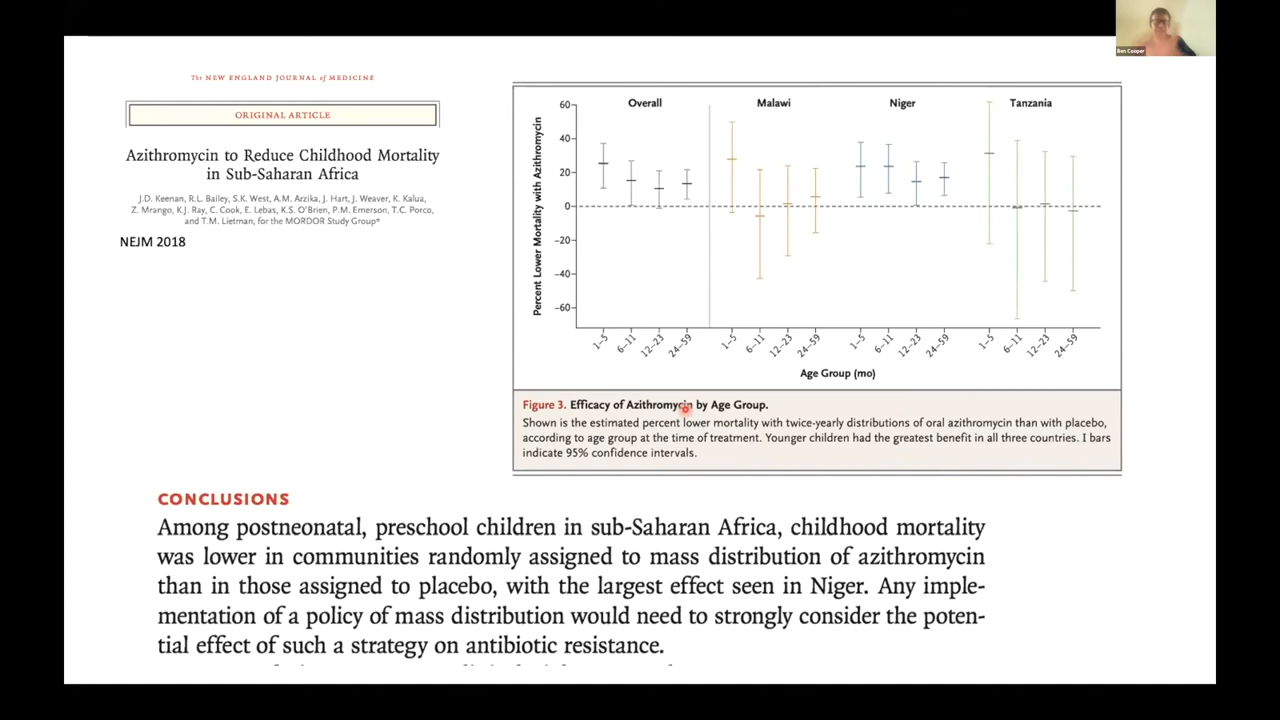 Ben Cooper
The NEW ENGLAND JOURNAL of MEDICINE
ORIGINAL ARTICLE
Azithromycin to Reduce Childhood Mortality
in Sub-Saharan Africa
J.D. Keenan, R.L. Bailey, S.K. West, A.M. Arzika, J. Hart, J. Weaver, K. Kalua,
Z. Mrango, K.J. Ray, C. Cook, E. Lebas, K.S. O'Brien, P.M. Emerson, T.C. Porco,
and T.M. Lietman, for the MORDOR Study Group*
NEJM 2018
Percent Lower Mortality with Azithromycin
60
40
20
0
−20
−40
−60
Overall
Malawi
Niger
Tanzania
1–5
6–11
12–23
24–59
1–5
6–11
12–23
24–59
1–5
6–11
12–23
24–59
1–5
6–11
12–23
24–59
Age Group (mo)
Figure 3. Efficacy of Azithromycin by Age Group.
Shown is the estimated percent lower mortality with twice-yearly distributions of oral azithromycin than with placebo,
according to age group at the time of treatment. Younger children had the greatest benefit in all three countries. I bars
indicate 95% confidence intervals.
CONCLUSIONS
Among postneonatal, preschool children in sub-Saharan Africa, childhood mortality
was lower in communities randomly assigned to mass distribution of azithromycin
than in those assigned to placebo, with the largest effect seen in Niger. Any imple-
mentation of a policy of mass distribution would need to strongly consider the poten-
tial effect of such a strategy on antibiotic resistance.